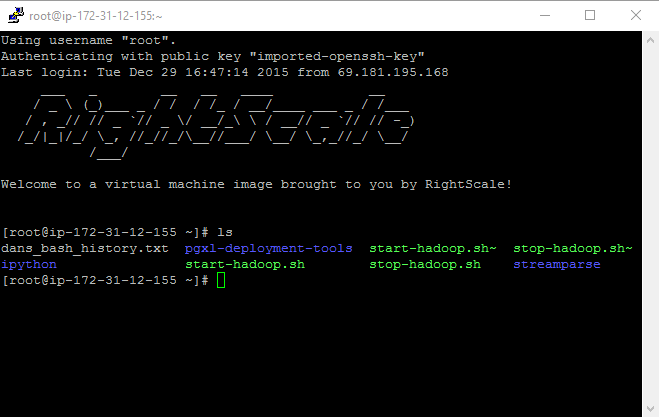 root@ip-172-31-12-155:~
Using username "root".
Authenticating with public key "imported-openssh-key"
Last login: Tue Dec 29 16:47:14 2015 from 69.181.195.168
RightScale
Welcome to a virtual machine image brought to you by RightScale!
[root@ip-172-31-12-155 ~]# ls
dans_bash_history.txt  pgxl-deployment-tools  start-hadoop.sh~  stop-hadoop.sh~
ipython                start-hadoop.sh        stop-hadoop.sh    streamparse
[root@ip-172-31-12-155 ~]#